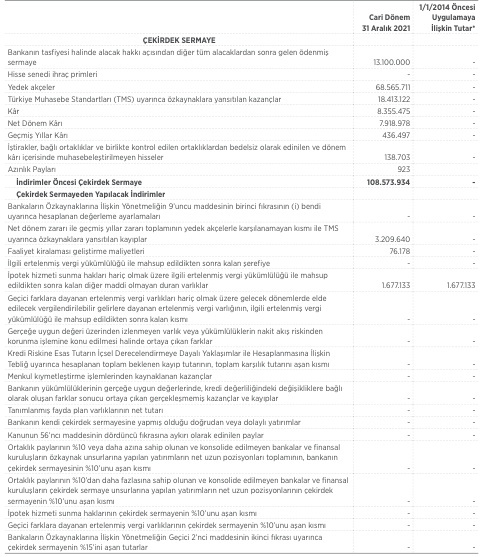 1/1/2014 Öncesi
Cari Dönem Uygulamaya
31 Aralık 2021 İlişkin Tutar*
ÇEKİRDEK SERMAYE
Bankanın tasfiyesi halinde alacak hakkı açısından diğer tüm alacaklardan sonra gelen ödenmiş
sermaye 13.100.000 -
Hisse senedi ihraç primleri - -
Yedek akçeler 68.565.711 -
Türkiye Muhasebe Standartları (TMS) uyarınca özkaynaklara yansıtılan kazançlar 18.413.122 -
Kâr 8.355.475 -
Net Dönem Kârı 7.918.978 -
Geçmiş Yıllar Kârı 436.497 -
İştirakler, bağlı ortaklıklar ve birlikte kontrol edilen ortaklıklardan bedelsiz olarak edinilen ve dönem
kârı içerisinde muhasebeleştirilmeyen hisseler 138.703 -
Azınlık Payları 923 -
İndirimler Öncesi Çekirdek Sermaye 108.573.934 -
Çekirdek Sermayeden Yapılacak İndirimler
Bankaların Özkaynaklarına İlişkin Yönetmeliğin 9'uncu maddesinin birinci fıkrasının (i) bendi
uyarınca hesaplanan değerleme ayarlamaları - -
Net dönem zararı ile geçmiş yıllar zararı toplamının yedek akçelerle karşılanamayan kısmı ile TMS
uyarınca özkaynaklara yansıtılan kayıplar 3.209.640 -
Faaliyet kiralaması geliştirme maliyetleri 76.178 -
İlgili ertelenmiş vergi yükümlülüğü ile mahsup edildikten sonra kalan şerefiye - -
İpotek hizmeti sunma hakları hariç olmak üzere ilgili ertelenmiş vergi yükümlülüğü ile mahsup
edildikten sonra kalan diğer maddi olmayan duran varlıklar 1.677.133 1.677.133
Geçici farklara dayanan ertelenmiş vergi varlıkları hariç olmak üzere gelecek dönemlerde elde
edilecek vergilendirilebilir gelirlere dayanan ertelenmiş vergi varlığının, ilgili ertelenmiş vergi
yükümlülüğü ile mahsup edildikten sonra kalan kısmı - -
Gerçeğe uygun değeri üzerinden izlenmeyen varlık veya yükümlülüklerin nakit akış riskinden
korunma işlemine konu edilmesi halinde ortaya çıkan farklar - -
Kredi Riskine Esas Tutarın İçsel Derecelendirmeye Dayalı Yaklaşımlar ile Hesaplanmasına İlişkin
Tebliğ uyarınca hesaplanan toplam beklenen kayıp tutarının, toplam karşılık tutarını aşan kısmı - -
Menkul kıymetleştirme işlemlerinden kaynaklanan kazançlar - -
Bankanın yükümlülüklerinin gerçeğe uygun değerlerinde, kredi değerliliğindeki değişikliklere bağlı
olarak oluşan farklar sonucu ortaya çıkan gerçekleşmemiş kazançlar ve kayıplar - -
Tanımlanmış fayda plan varlıklarının net tutarı - -
Bankanın kendi çekirdek sermayesine yapmış olduğu doğrudan veya dolaylı yatırımlar - -
Kanunun 56'ncı maddesinin dördüncü fıkrasına aykırı olarak edinilen paylar - -
Ortaklık paylarının %10 veya daha azına sahip olunan ve konsolide edilmeyen bankalar ve finansal
kuruluşların özkaynak unsurlarına yapılan yatırımların net uzun pozisyonları toplamının, bankanın
çekirdek sermayesinin %10'unu aşan kısmı - -
Ortaklık paylarının %10'dan daha fazlasına sahip olunan ve konsolide edilmeyen bankalar ve finansal
kuruluşların çekirdek sermaye unsurlarına yapılan yatırımların net uzun pozisyonlarının çekirdek
sermayenin %10'unu aşan kısmı - -
İpotek hizmeti sunma haklarının çekirdek sermayenin %10'unu aşan kısmı - -
Geçici farklara dayanan ertelenmiş vergi varlıklarının çekirdek sermayenin %10'unu aşan kısmı - -
Bankaların Özkaynaklarına İlişkin Yönetmeliğin Geçici 2'nci maddesinin ikinci fıkrası uyarınca
çekirdek sermayenin %15'ini aşan tutarlar - -